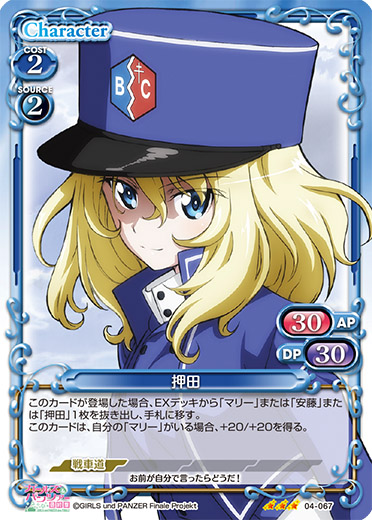 Character
COST
2
SOURCE
2
B C
30 AP
DP 30
押田
このカードが登場した場合、EXデッキから「マリー」または「安藤」また
は「押田」1枚を抜き出し、手札に移す。
このカードは、自分の「マリー」がいる場合、+20/+20を得る。
戦車道
お前が自分で言ったらどうだ!
©GIRLS und PANZER Finale Projekt
04-067